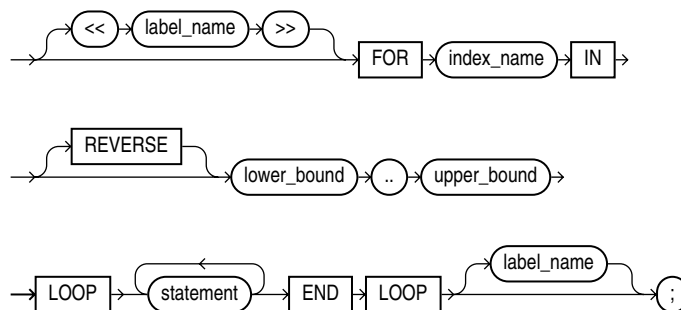 << label_name >>
FOR index_name IN
REVERSE
lower_bound .. upper_bound
label_name
LOOP statement END LOOP ;